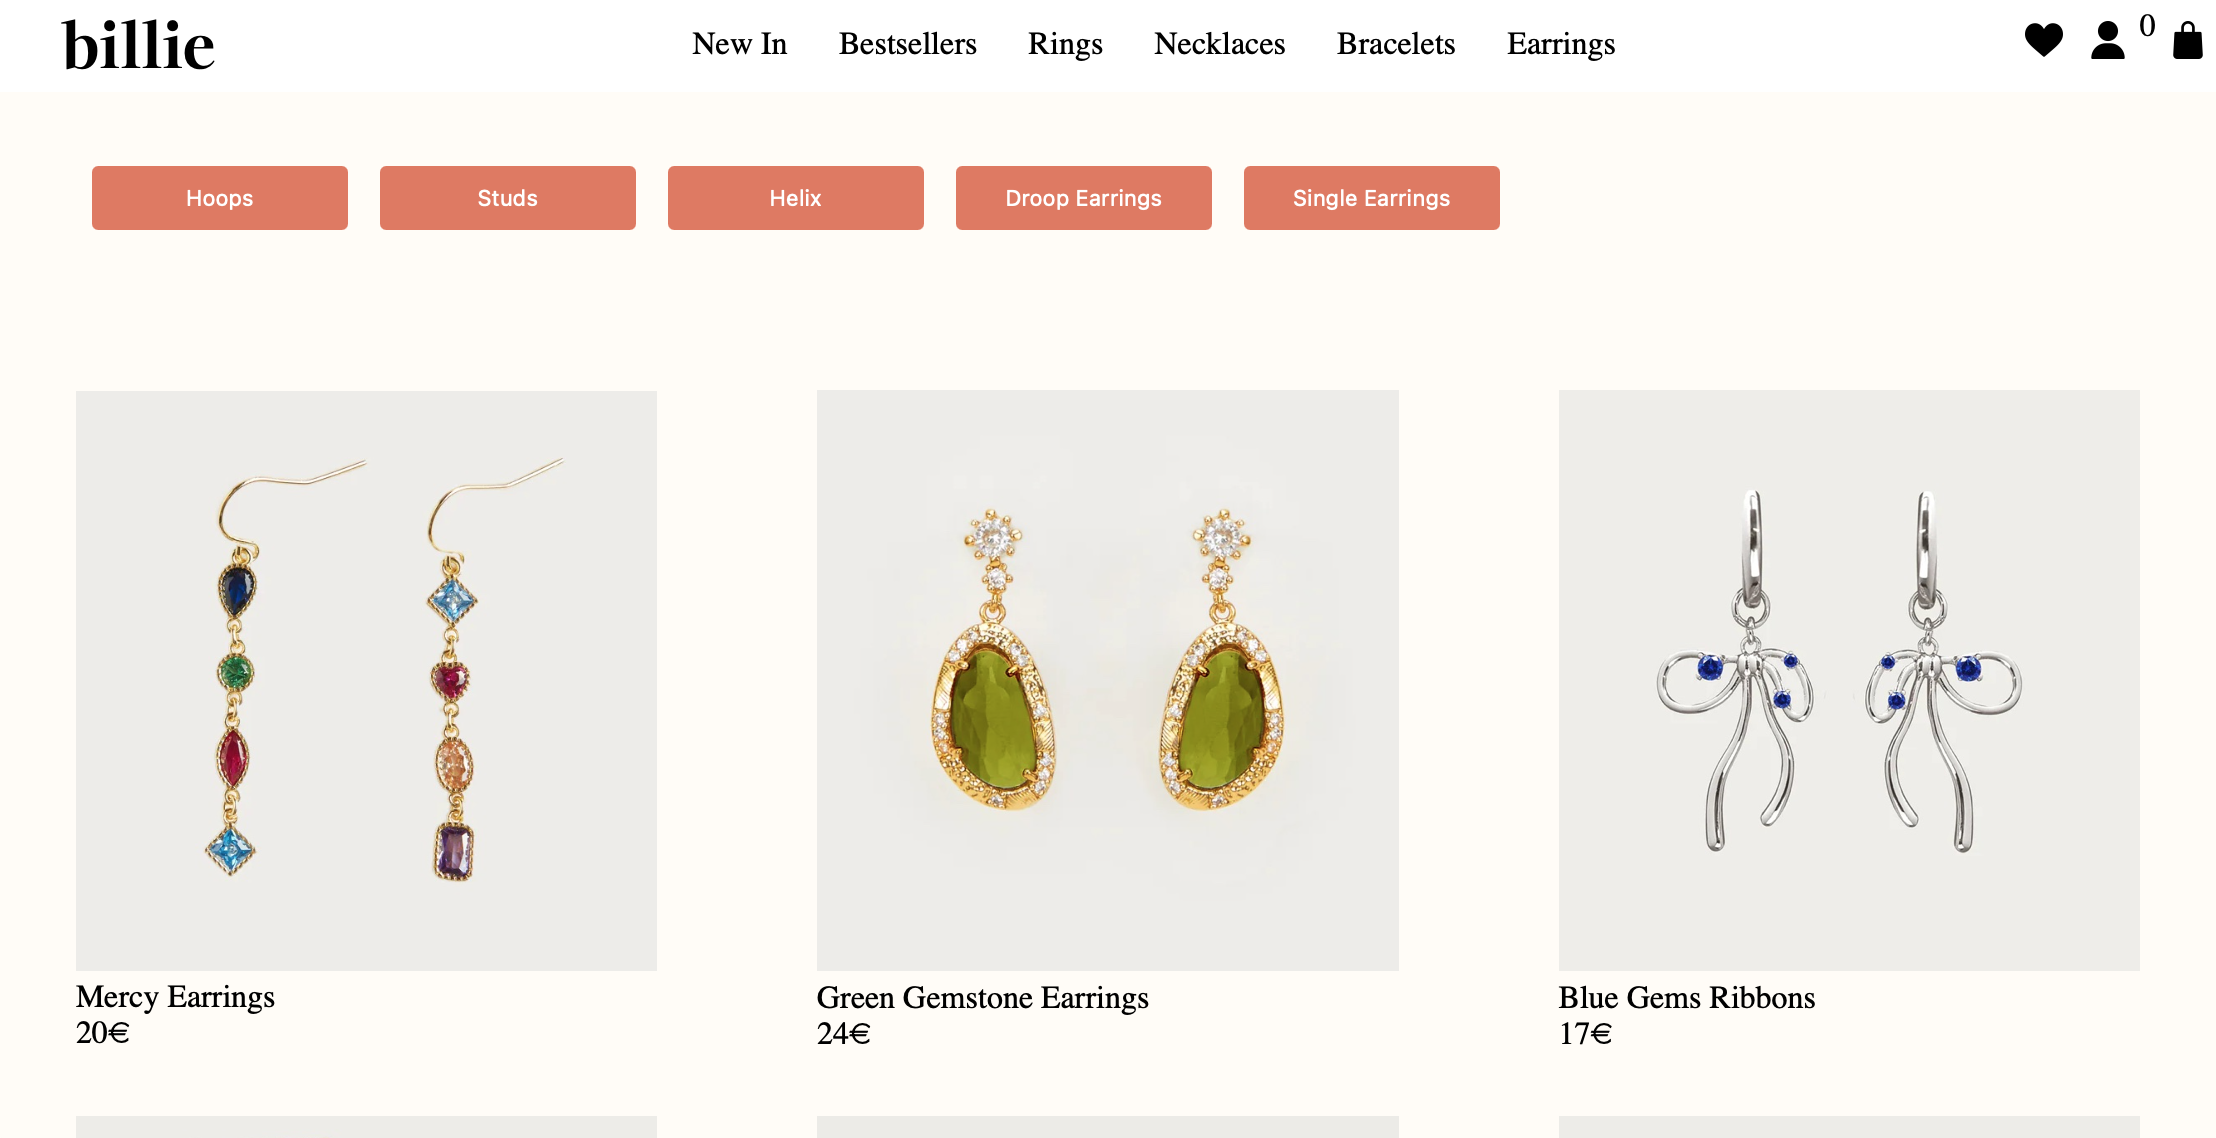 billie
New In Bestsellers Rings Necklaces Bracelets Earrings 0
Hoops Studs Helix Droop Earrings Single Earrings
Mercy Earrings
20€
Green Gemstone Earrings
24€
Blue Gems Ribbons
17€